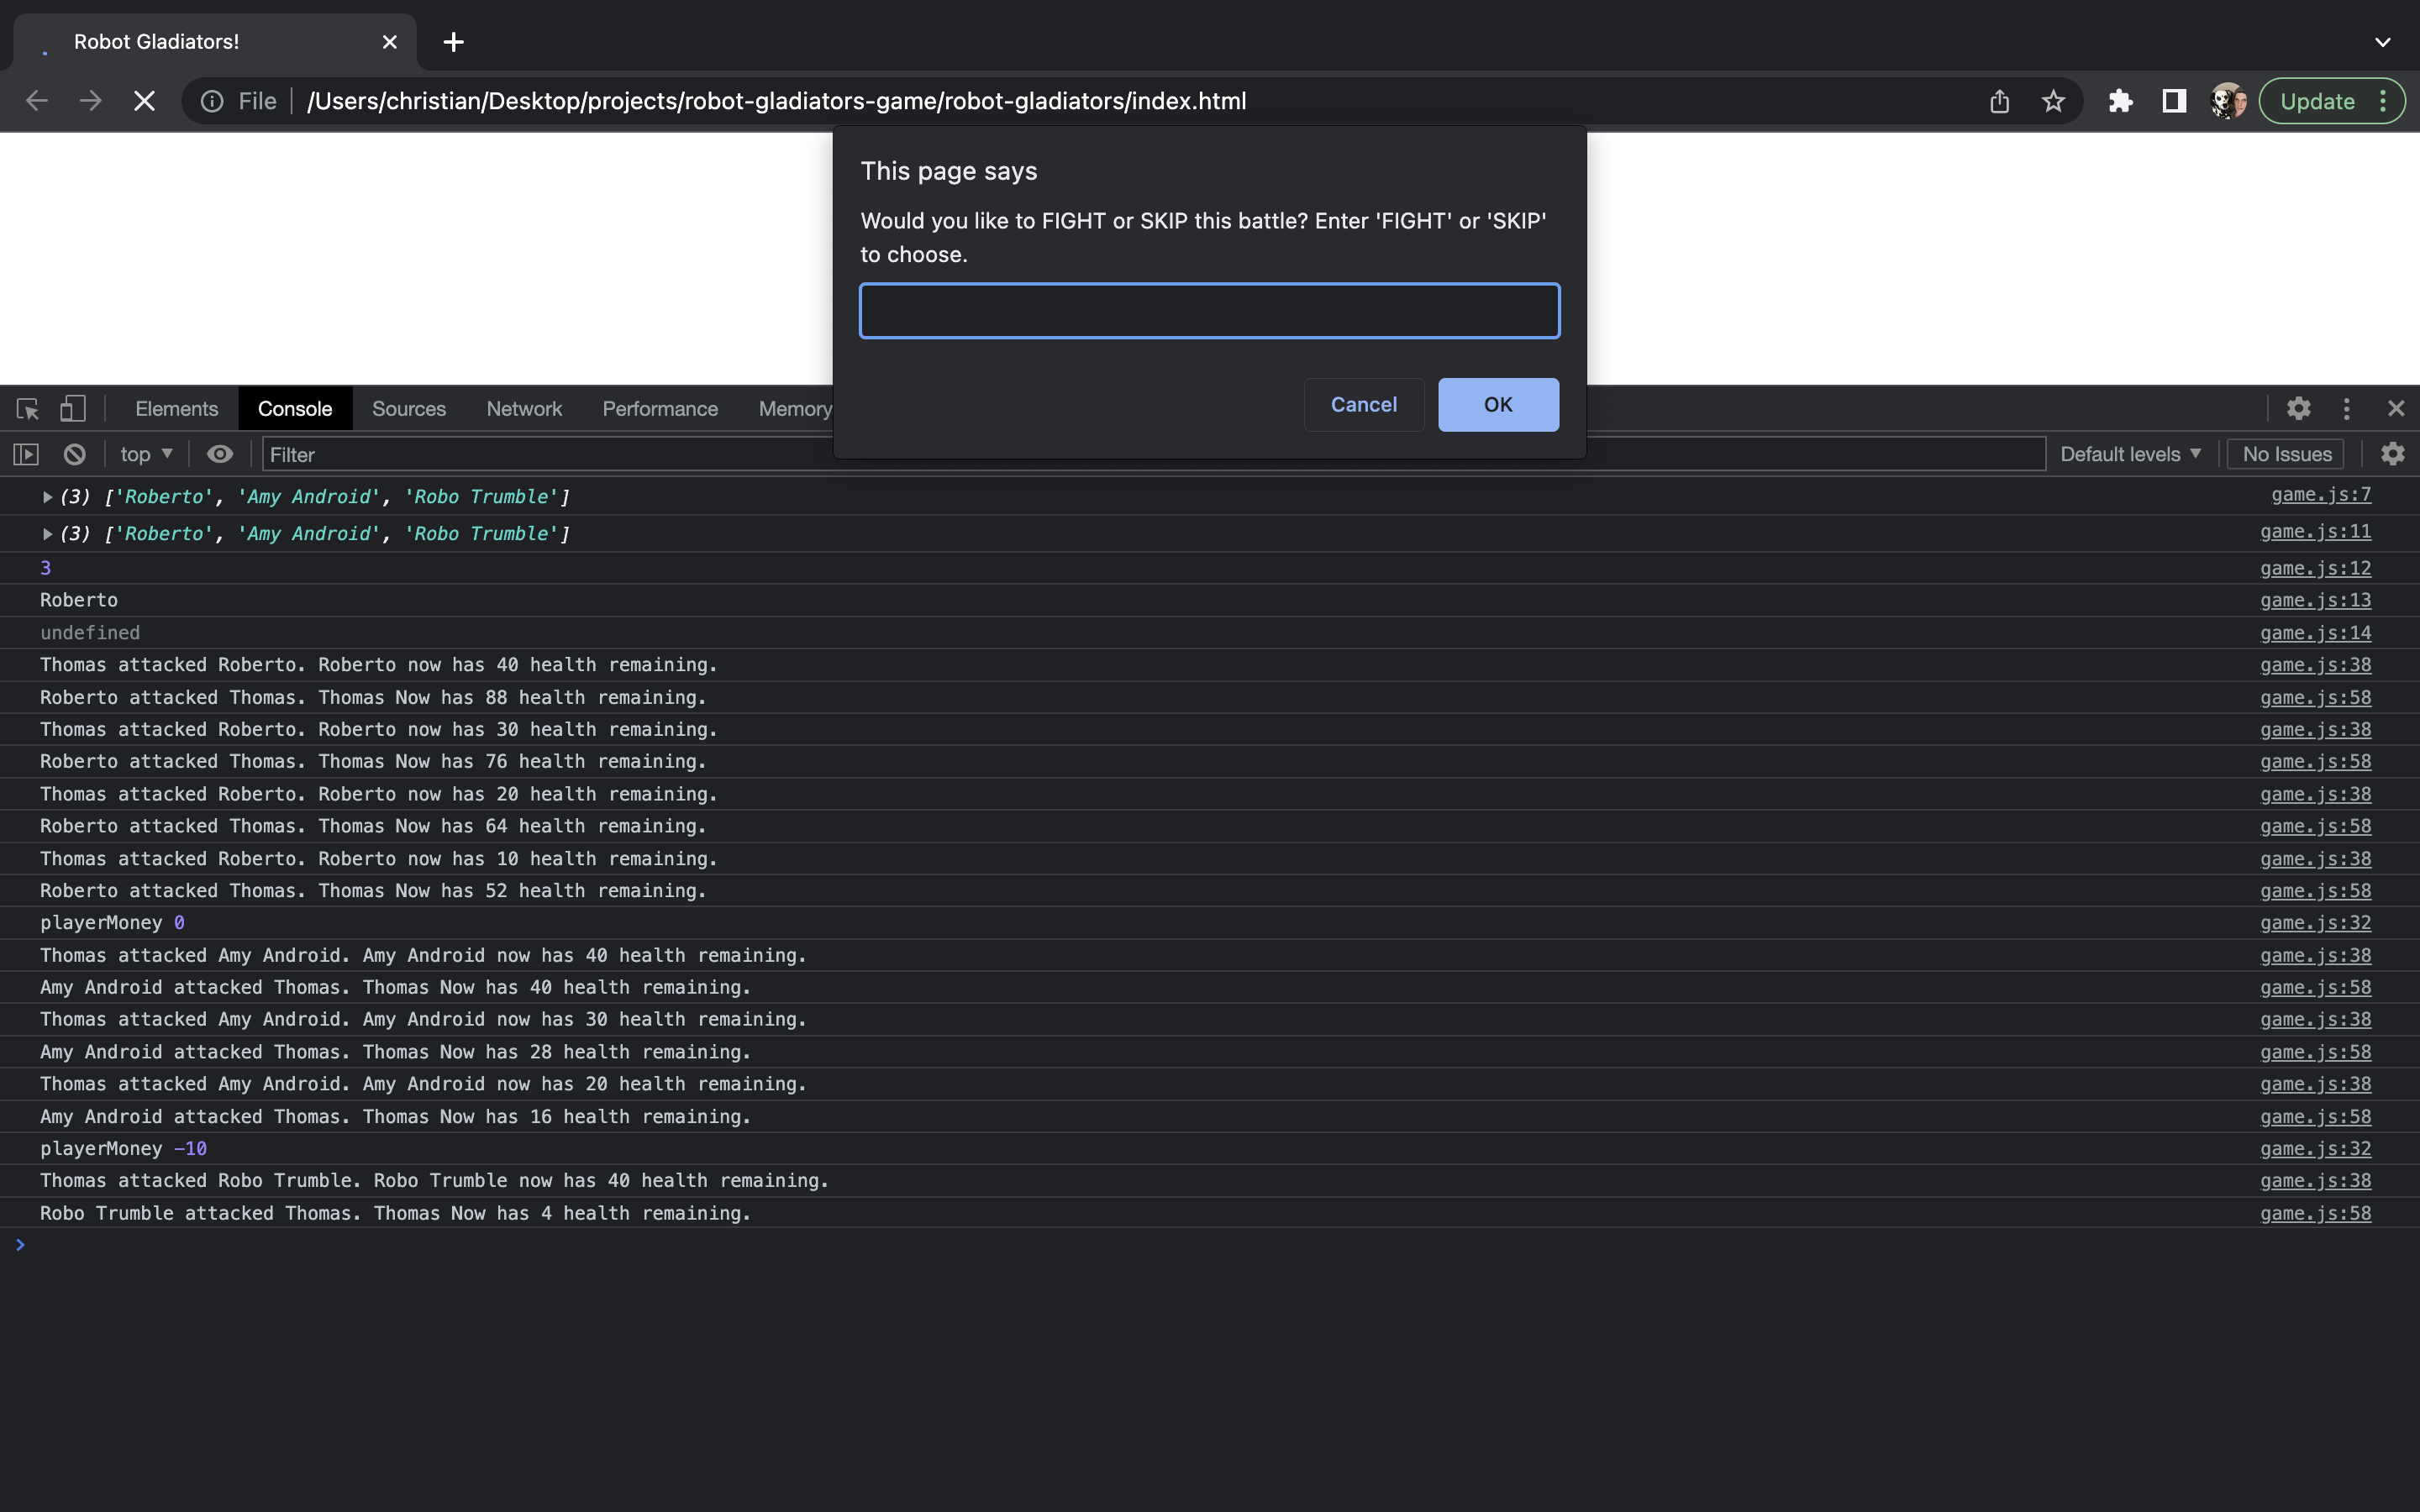 Robot Gladiators!
File /Users/christian/Desktop/projects/robot-gladiators-game/robot-gladiators/index.html
Update
This page says
Would you like to FIGHT or SKIP this battle? Enter 'FIGHT' or 'SKIP'
to choose.
Cancel OK
Elements Console Sources Network Performance Memory
top Filter Default levels No Issues
(3) ['Roberto', 'Amy Android', 'Robo Trumble'] game.js:7
(3) ['Roberto', 'Amy Android', 'Robo Trumble'] game.js:11
3 game.js:12
Roberto game.js:13
undefined game.js:14
Thomas attacked Roberto. Roberto now has 40 health remaining. game.js:38
Roberto attacked Thomas. Thomas Now has 88 health remaining. game.js:58
Thomas attacked Roberto. Roberto now has 30 health remaining. game.js:38
Roberto attacked Thomas. Thomas Now has 76 health remaining. game.js:58
Thomas attacked Roberto. Roberto now has 20 health remaining. game.js:38
Roberto attacked Thomas. Thomas Now has 64 health remaining. game.js:58
Thomas attacked Roberto. Roberto now has 10 health remaining. game.js:38
Roberto attacked Thomas. Thomas Now has 52 health remaining. game.js:58
playerMoney 0 game.js:32
Thomas attacked Amy Android. Amy Android now has 40 health remaining. game.js:38
Amy Android attacked Thomas. Thomas Now has 40 health remaining. game.js:58
Thomas attacked Amy Android. Amy Android now has 30 health remaining. game.js:38
Amy Android attacked Thomas. Thomas Now has 28 health remaining. game.js:58
Thomas attacked Amy Android. Amy Android now has 20 health remaining. game.js:38
Amy Android attacked Thomas. Thomas Now has 16 health remaining. game.js:58
playerMoney -10 game.js:32
Thomas attacked Robo Trumble. Robo Trumble now has 40 health remaining. game.js:38
Robo Trumble attacked Thomas. Thomas Now has 4 health remaining. game.js:58